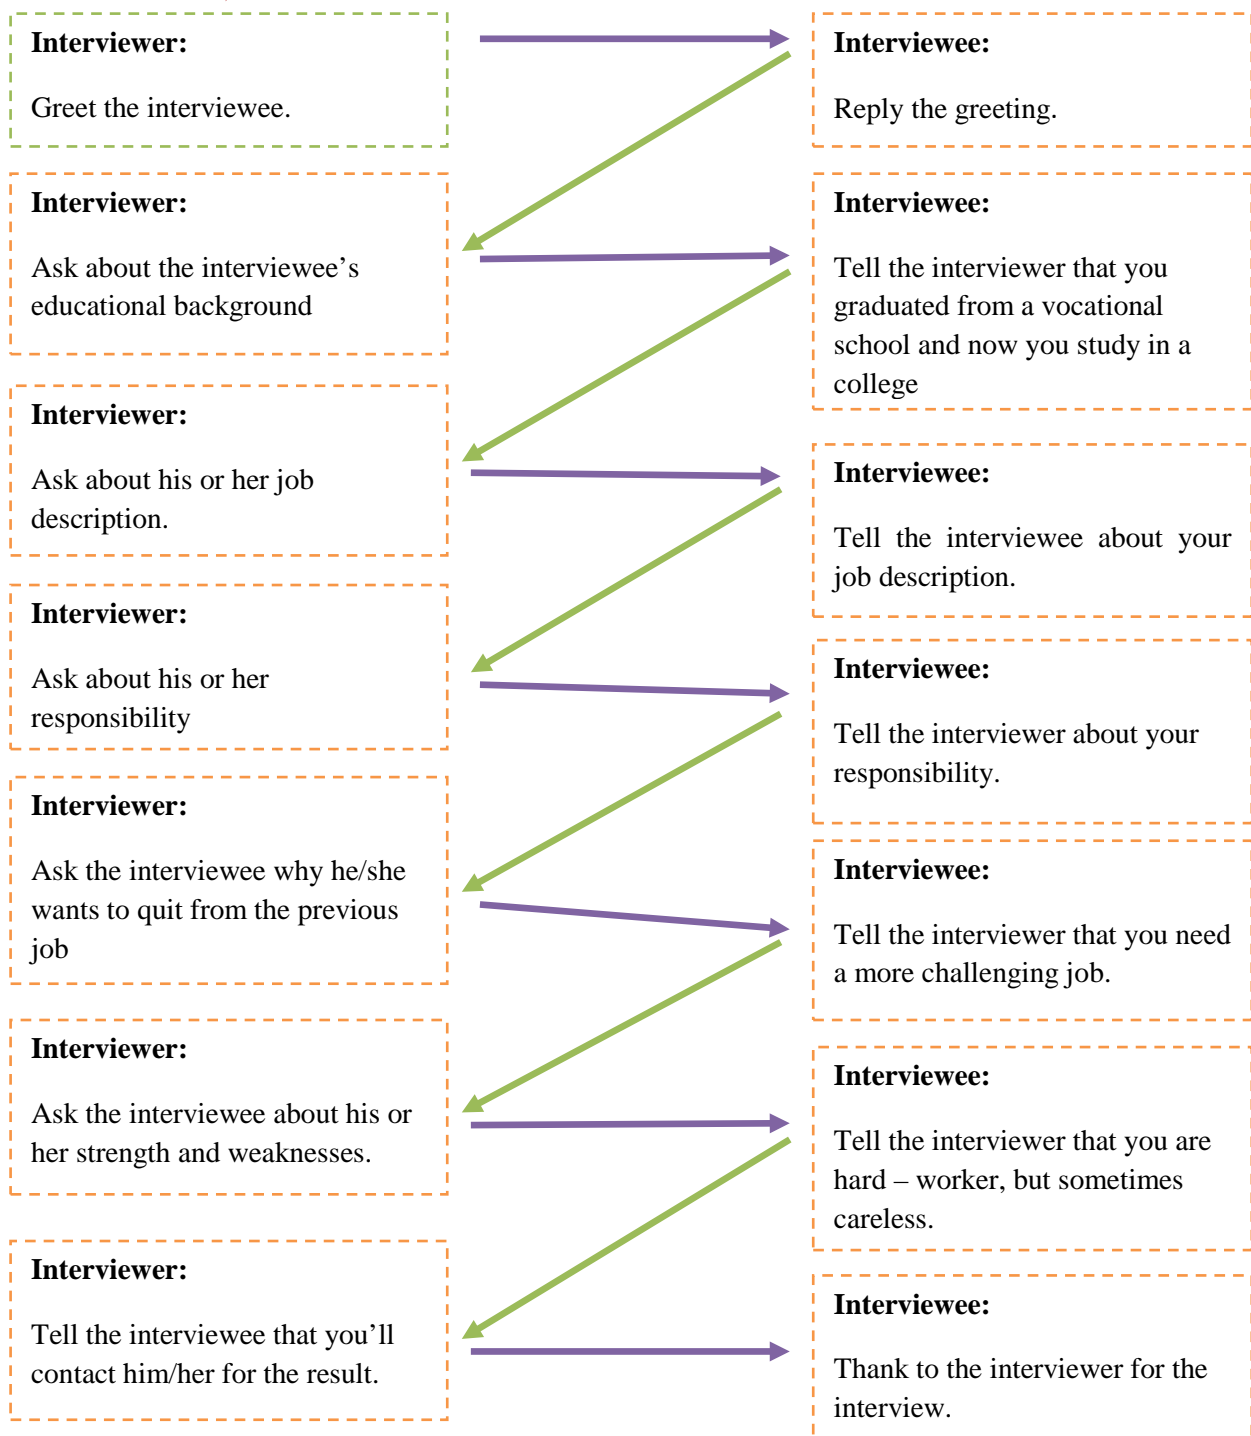 Interviewer:
Greet the interviewee.
Interviewee:
Reply the greeting.
Interviewer:
Ask about the interviewee’s
educational background
Interviewee:
Tell the interviewer that you
graduated from a vocational
school and now you study in a
college
Interviewer:
Ask about his or her job
description.
Interviewee:
Tell the interviewee about your
job description.
Interviewer:
Ask about his or her
responsibility
Interviewee:
Tell the interviewer about your
responsibility.
Interviewer:
Ask the interviewee why he/she
wants to quit from the previous
job
Interviewee:
Tell the interviewer that you need
a more challenging job.
Interviewer:
Ask the interviewee about his or
her strength and weaknesses.
Interviewee:
Tell the interviewer that you are
hard – worker, but sometimes
careless.
Interviewer:
Tell the interviewee that you’ll
contact him/her for the result.
Interviewee:
Thank to the interviewer for the
interview.